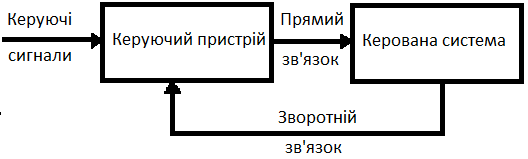 Керуючі
сигнали
Керуючий пристрій
Прямий
зв'язок
Керована система
Зворотній
зв'язок